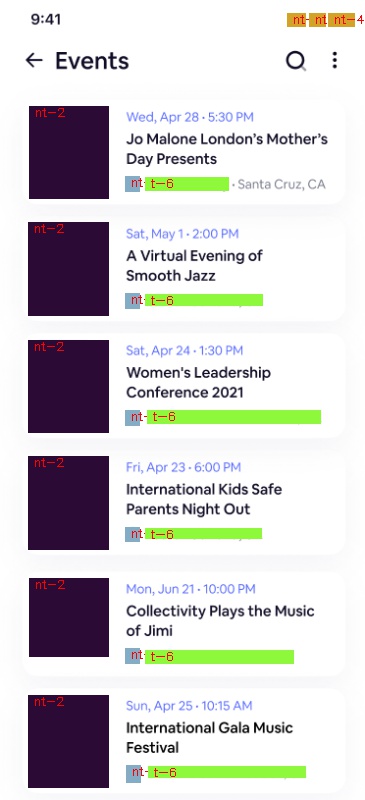 9:41
nt- nt nt-4
Events
nt-2
Wed, Apr 28 • 5:30 PM
Jo Malone London's Mother's
Day Presents
nt- t-6 • Santa Cruz, CA
nt-2
Sat, May 1 • 2:00 PM
A Virtual Evening of
Smooth Jazz
nt- t-6
nt-2
Sat, Apr 24 • 1:30 PM
Women's Leadership
Conference 2021
nt- t-6
nt-2
Fri, Apr 23 • 6:00 PM
International Kids Safe
Parents Night Out
nt- t-6
nt-2
Mon, Jun 21 • 10:00 PM
Collectivity Plays the Music
of Jimi
nt- t-6
nt-2
Sun, Apr 25 • 10:15 AM
International Gala Music
Festival
nt- t-6